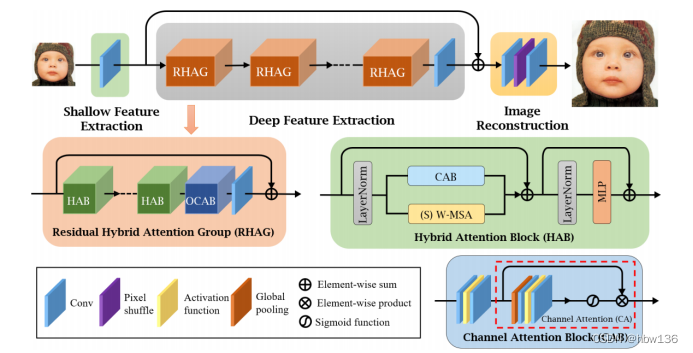 RHAG
RHAG
RHAG
Shallow Feature
Extraction
Deep Feature Extraction
Image
Reconstruction
HAB
HAB
OCAB
Residual Hybrid Attention Group (RHAG)
LayerNorm
CAB
(S) W-MSA
LayerNorm
MLP
Hybrid Attention Block (HAB)
Conv
Pixel
shuffle
Activation
function
Global
pooling
Element-wise sum
Element-wise product
Sigmoid function
Channel Attention (CA)
Channel Attention Block (CAB)